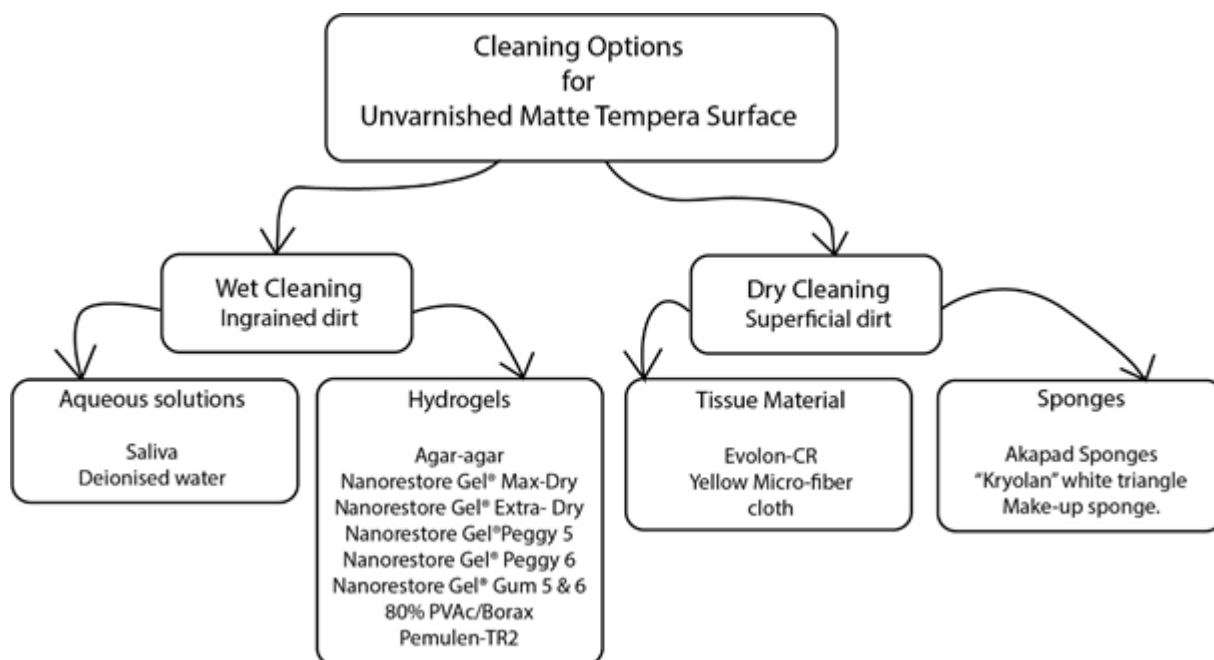 Cleaning Options
for
Unvarnished Matte Tempera Surface
Wet Cleaning
Ingrained dirt
Dry Cleaning
Superficial dirt
Aqueous solutions
Saliva
Deionised water
Hydrogels
Agar-agar
Nanorestore Gel® Max-Dry
Nanorestore Gel® Extra- Dry
Nanorestore Gel®Peggy 5
Nanorestore Gel® Peggy 6
Nanorestore Gel® Gum 5 & 6
80% PVAc/Borax
Pemulen-TR2
Tissue Material
Evolon-CR
Yellow Micro-fiber
cloth
Sponges
Akapad Sponges
“Kryolan” white triangle
Make-up sponge.